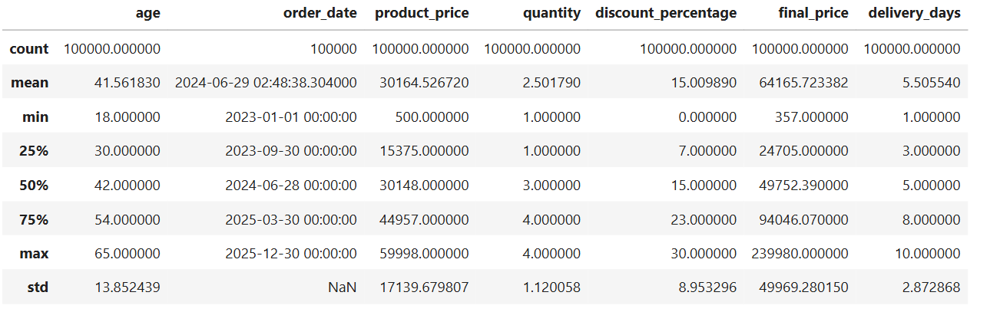 age order_date product_price quantity discount_percentage final_price delivery_days
count 100000.000000 100000 100000.000000 100000.000000 100000.000000 100000.000000 100000.000000
mean 41.561830 2024-06-29 02:48:38.304000 30164.526720 2.501790 15.009890 64165.723382 5.505540
min 18.000000 2023-01-01 00:00:00 500.000000 1.000000 0.000000 357.000000 1.000000
25% 30.000000 2023-09-30 00:00:00 15375.000000 1.000000 7.000000 24705.000000 3.000000
50% 42.000000 2024-06-28 00:00:00 30148.000000 3.000000 15.000000 49752.390000 5.000000
75% 54.000000 2025-03-30 00:00:00 44957.000000 4.000000 23.000000 94046.070000 8.000000
max 65.000000 2025-12-30 00:00:00 59998.000000 4.000000 30.000000 239980.000000 10.000000
std 13.852439 NaN 17139.679807 1.120058 8.953296 49969.280150 2.872868